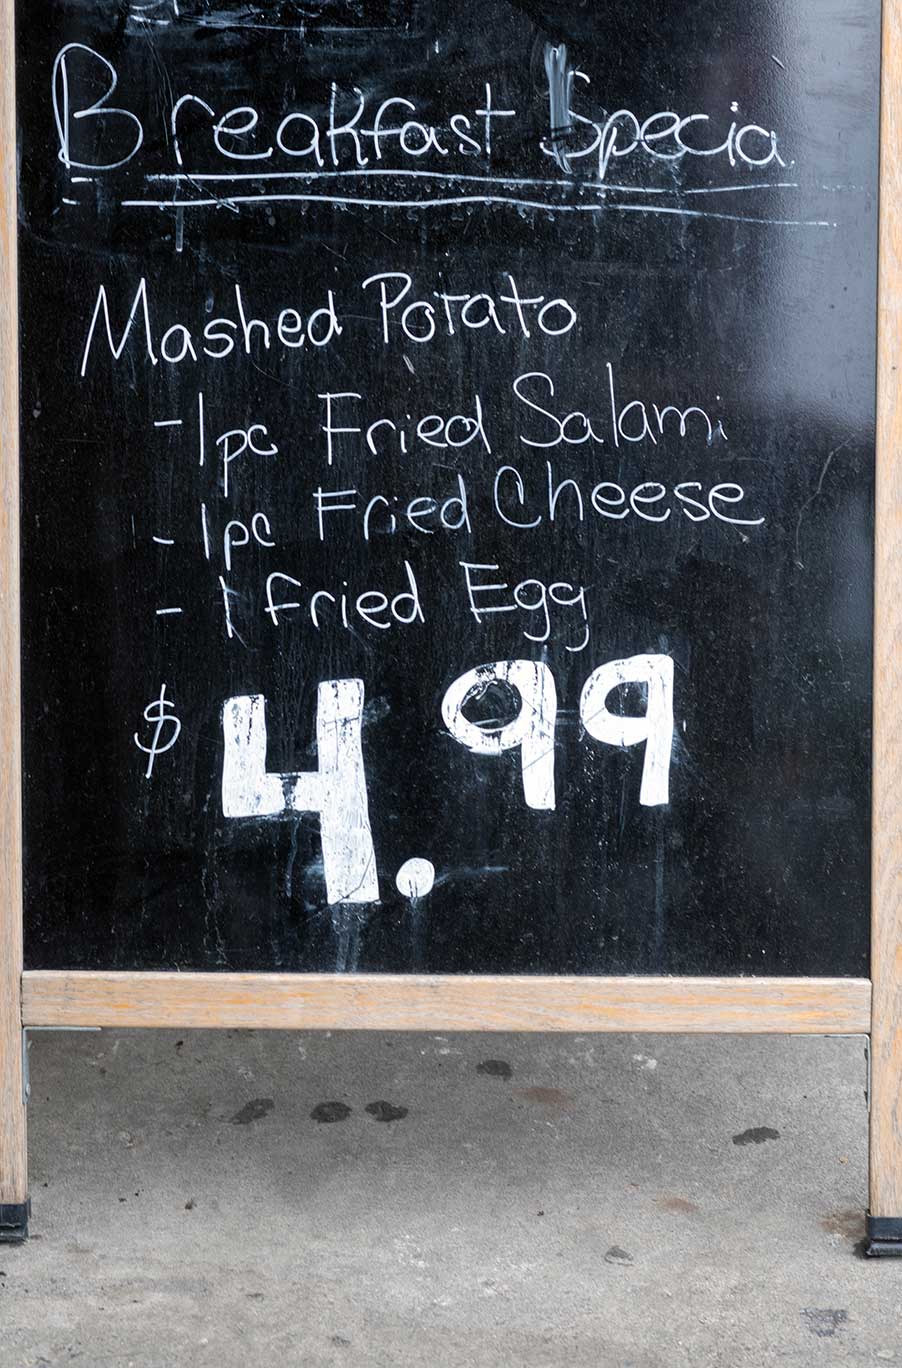 Breakfast Specia
Mashed Potato
-1pc Fried Salami
-1pc Fried Cheese
-1 Fried Egg
$4.99